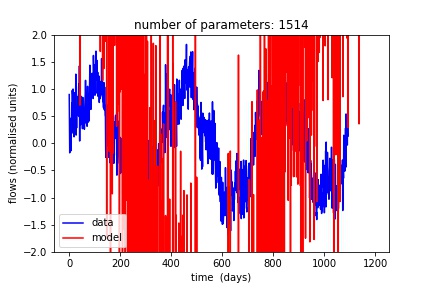 number of parameters: 1514
flows (normalised units)
2.0
1.5
1.0
0.5
0.0
−0.5
−1.0
−1.5
−2.0
data
model
0 200 400 600 800 1000 1200
time (days)